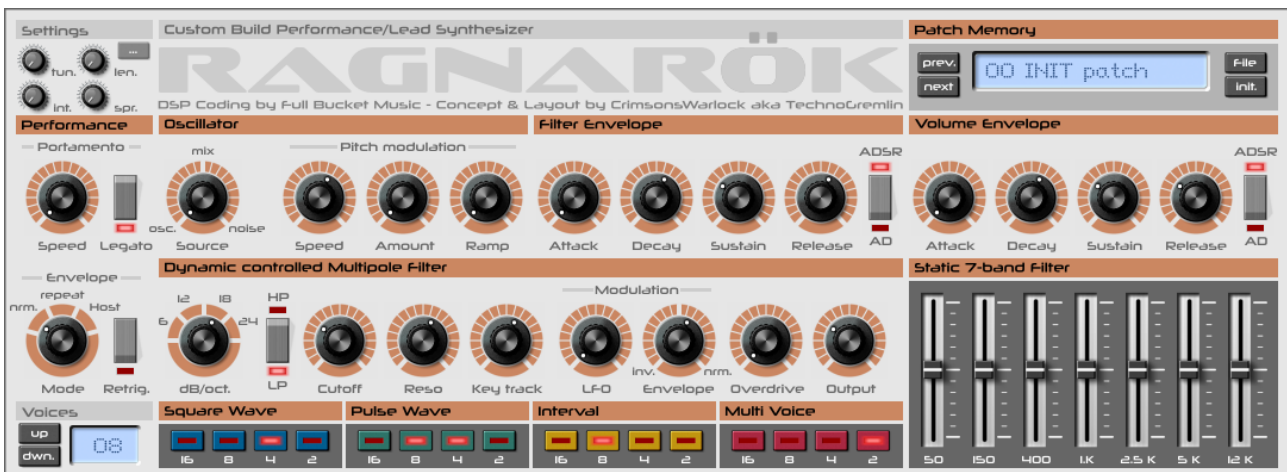 Settings
Custom Build Performance/Lead Synthesizer
Patch Memory
...
tun.
len.
int.
spr.
RAGNARÖK
DSP Coding by Full Bucket Music - Concept & Layout by CrimsonsWarlock aka TechnoGremlin
prev.
next
00 INIT patch
File
init.
Performance
Oscillator
Filter Envelope
Volume Envelope
Portamento
mix
Pitch modulation
ADSR
ADSR
osc.
noise
Speed
Legato
Source
Speed
Amount
Ramp
Attack
Decay
Sustain
Release
AD
Attack
Decay
Sustain
Release
AD
Envelope
Dynamic controlled Multipole Filter
Static 7-band Filter
nrm.
repeat
Host
6
12
18
24
HP
LP
Modulation
inv.
nrm.
Mode
Retrig.
dB/oct.
Cutoff
Reso
Key track
LFO
Envelope
Overdrive
Output
Voices
Square Wave
Pulse Wave
Interval
Multi Voice
up
dwn.
08
16 8 4 2
16 8 4 2
16 8 4 2
16 8 4 2
50 150 400 1K 2.5 K 5 K 12 K